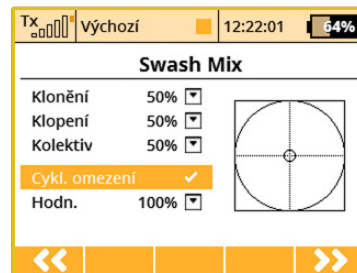 Tx Výchozí 12:22:01 64%
Swash Mix
Klonění 50%
Klopení 50%
Kolektiv 50%
Cykl. omezení
Hodn. 100%